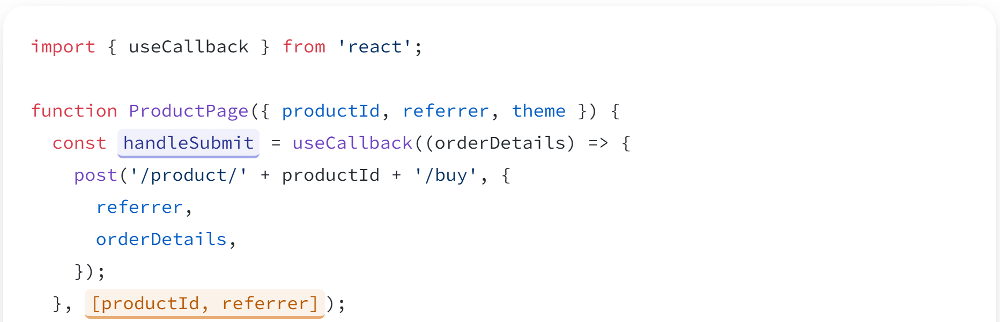 import { useCallback } from 'react';
function ProductPage({ productId, referrer, theme }) {
const handleSubmit = useCallback((orderDetails) => {
post('/product/' + productId + '/buy', {
referrer,
orderDetails,
});
}, [productId, referrer]);